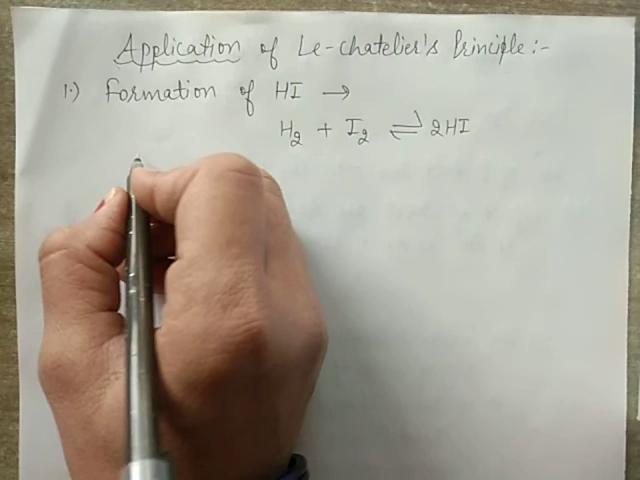 Application of Le-chatelier's Principle:-
1.) Formation of HI →
H₂ + I₂ ⇌ 2HI